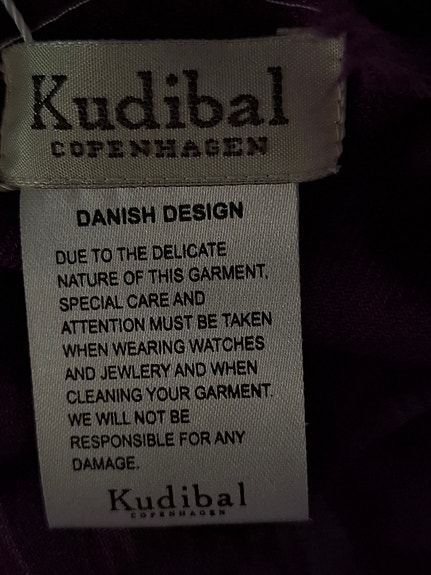 Kudibal
COPENHAGEN
DANISH DESIGN
DUE TO THE DELICATE
NATURE OF THIS GARMENT.
SPECIAL CARE AND
ATTENTION MUST BE TAKEN
WHEN WEARING WATCHES
AND JEWLERY AND WHEN
CLEANING YOUR GARMENT.
WE WILL NOT BE
RESPONSIBLE FOR ANY
DAMAGE.
Kudibal
COPENHAGEN